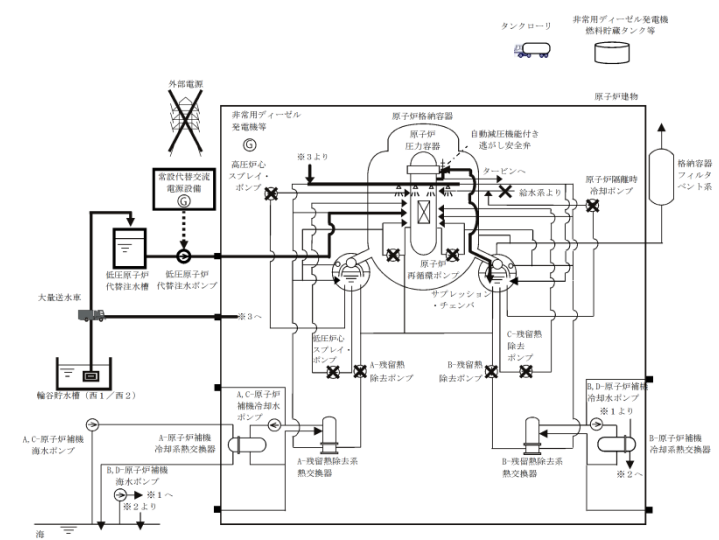 タンクローリ
非常用ディーゼル発電機
燃料貯蔵タンク等
外部電源
原子炉建物
非常用ディーゼル
発電機等
G
原子炉格納容器
原子炉
圧力容器
自動減圧機能付き
逃がし安全弁
※3より
タービンへ
給水系より
高圧炉心
スプレイ・
ポンプ
原子炉隔離時
冷却ポンプ
格納容器
フィルタ
ベント系
常設代替交流
電源設備
G
低圧原子炉
代替注水槽
低圧原子炉
代替注水ポンプ
原子炉
再循環ポンプ
サプレッション
・チェンバ
大量送水車
※3へ
低圧炉心
スプレイ・
ポンプ
A-残留熱
除去ポンプ
B-残留熱
除去ポンプ
C-残留熱
除去
ポンプ
輪谷貯水槽(西1/西2)
A,C-原子炉
補機冷却水
ポンプ
B,D-原子炉補機
冷却水ポンプ
※1より
A,C-原子炉補機
海水ポンプ
A-原子炉補機
冷却系熱交換器
A-残留熱除去系
熱交換器
B-残留熱除去系
熱交換器
B-原子炉補機
冷却系熱交換器
※2へ
B,D-原子炉補機
海水ポンプ
※1へ
※2より
海